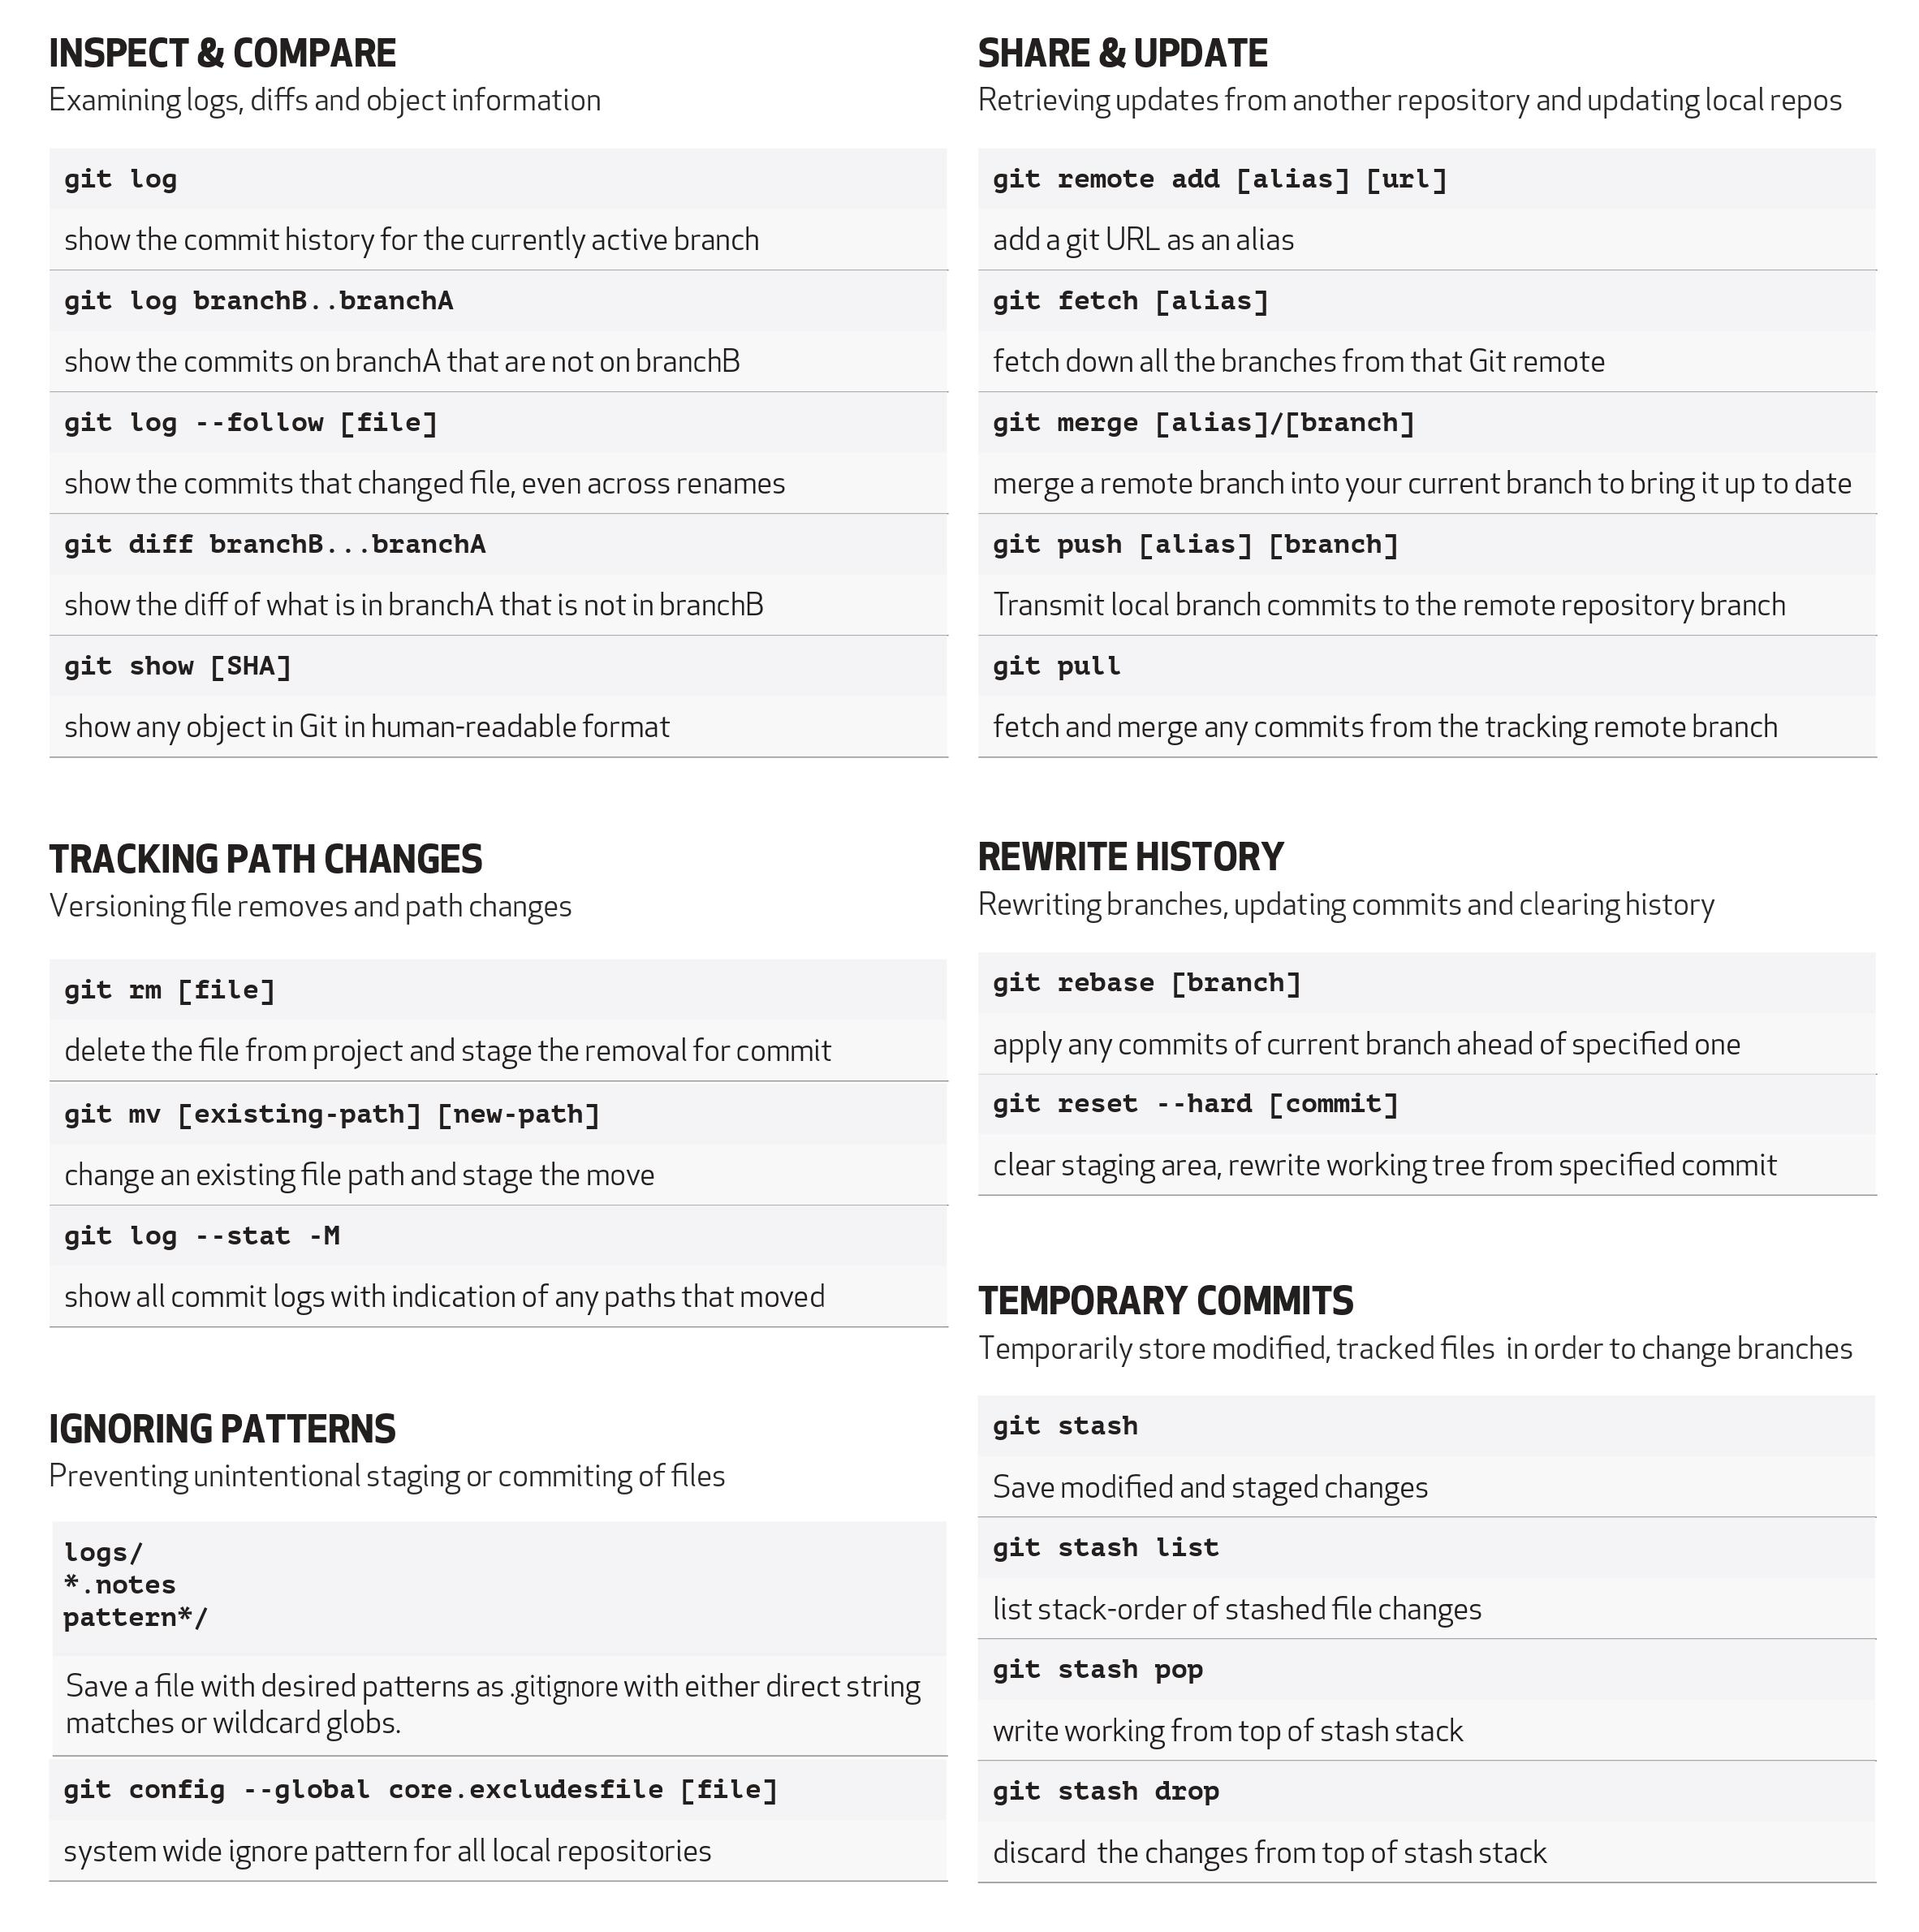 INSPECT & COMPARE
Examining logs, diffs and object information
git log
show the commit history for the currently active branch
git log branchB..branchA
show the commits on branchA that are not on branchB
git log --follow [file]
show the commits that changed file, even across renames
git diff branchB...branchA
show the diff of what is in branchA that is not in branchB
git show [SHA]
show any object in Git in human-readable format
TRACKING PATH CHANGES
Versioning file removes and path changes
git rm [file]
delete the file from project and stage the removal for commit
git mv [existing-path] [new-path]
change an existing file path and stage the move
git log --stat -M
show all commit logs with indication of any paths that moved
IGNORING PATTERNS
Preventing unintentional staging or commiting of files
logs/
*.notes
pattern*/
Save a file with desired patterns as .gitignore with either direct string
matches or wildcard globs.
git config --global core.excludesfile [file]
system wide ignore pattern for all local repositories
SHARE & UPDATE
Retrieving updates from another repository and updating local repos
git remote add [alias] [url]
add a git URL as an alias
git fetch [alias]
fetch down all the branches from that Git remote
git merge [alias]/[branch]
merge a remote branch into your current branch to bring it up to date
git push [alias] [branch]
Transmit local branch commits to the remote repository branch
git pull
fetch and merge any commits from the tracking remote branch
REWRITE HISTORY
Rewriting branches, updating commits and clearing history
git rebase [branch]
apply any commits of current branch ahead of specified one
git reset --hard [commit]
clear staging area, rewrite working tree from specified commit
TEMPORARY COMMITS
Temporarily store modified, tracked files in order to change branches
git stash
Save modified and staged changes
git stash list
list stack-order of stashed file changes
git stash pop
write working from top of stash stack
git stash drop
discard the changes from top of stash stack